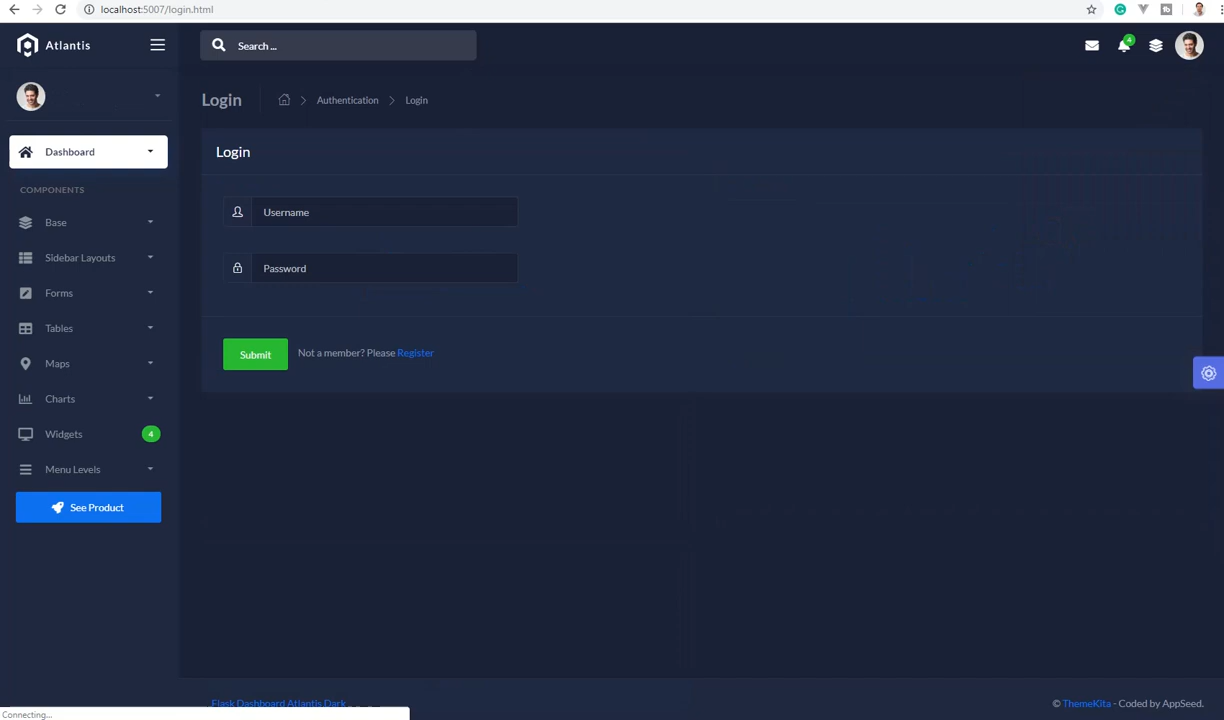 localhost:5007/login.html
Atlantis
Search ...
4
Login
Authentication
Login
Dashboard
Login
COMPONENTS
Base
Username
Sidebar Layouts
Password
Forms
Tables
Submit
Not a member? Please Register
Maps
Charts
Widgets
4
Menu Levels
See Product
Flask Dashboard Atlantis Dark
© ThemeKita - Coded by AppSeed.
Connecting...